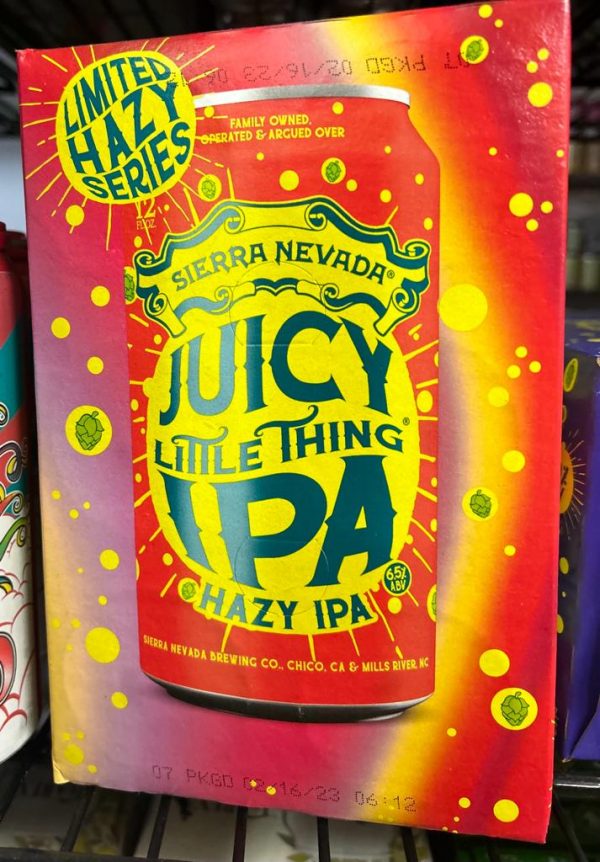 07 PKGD 02/16/23
LIMITED
HAZY
SERIES
FAMILY OWNED,
OPERATED & ARGUED OVER
12
FL.OZ.
SIERRA NEVADA®
JUICY
LITTLE THING®
IPA
6.5%
ABV
HAZY IPA
SIERRA NEVADA BREWING CO., CHICO, CA & MILLS RIVER, NC
07 PKGD 02/16/23 06:12